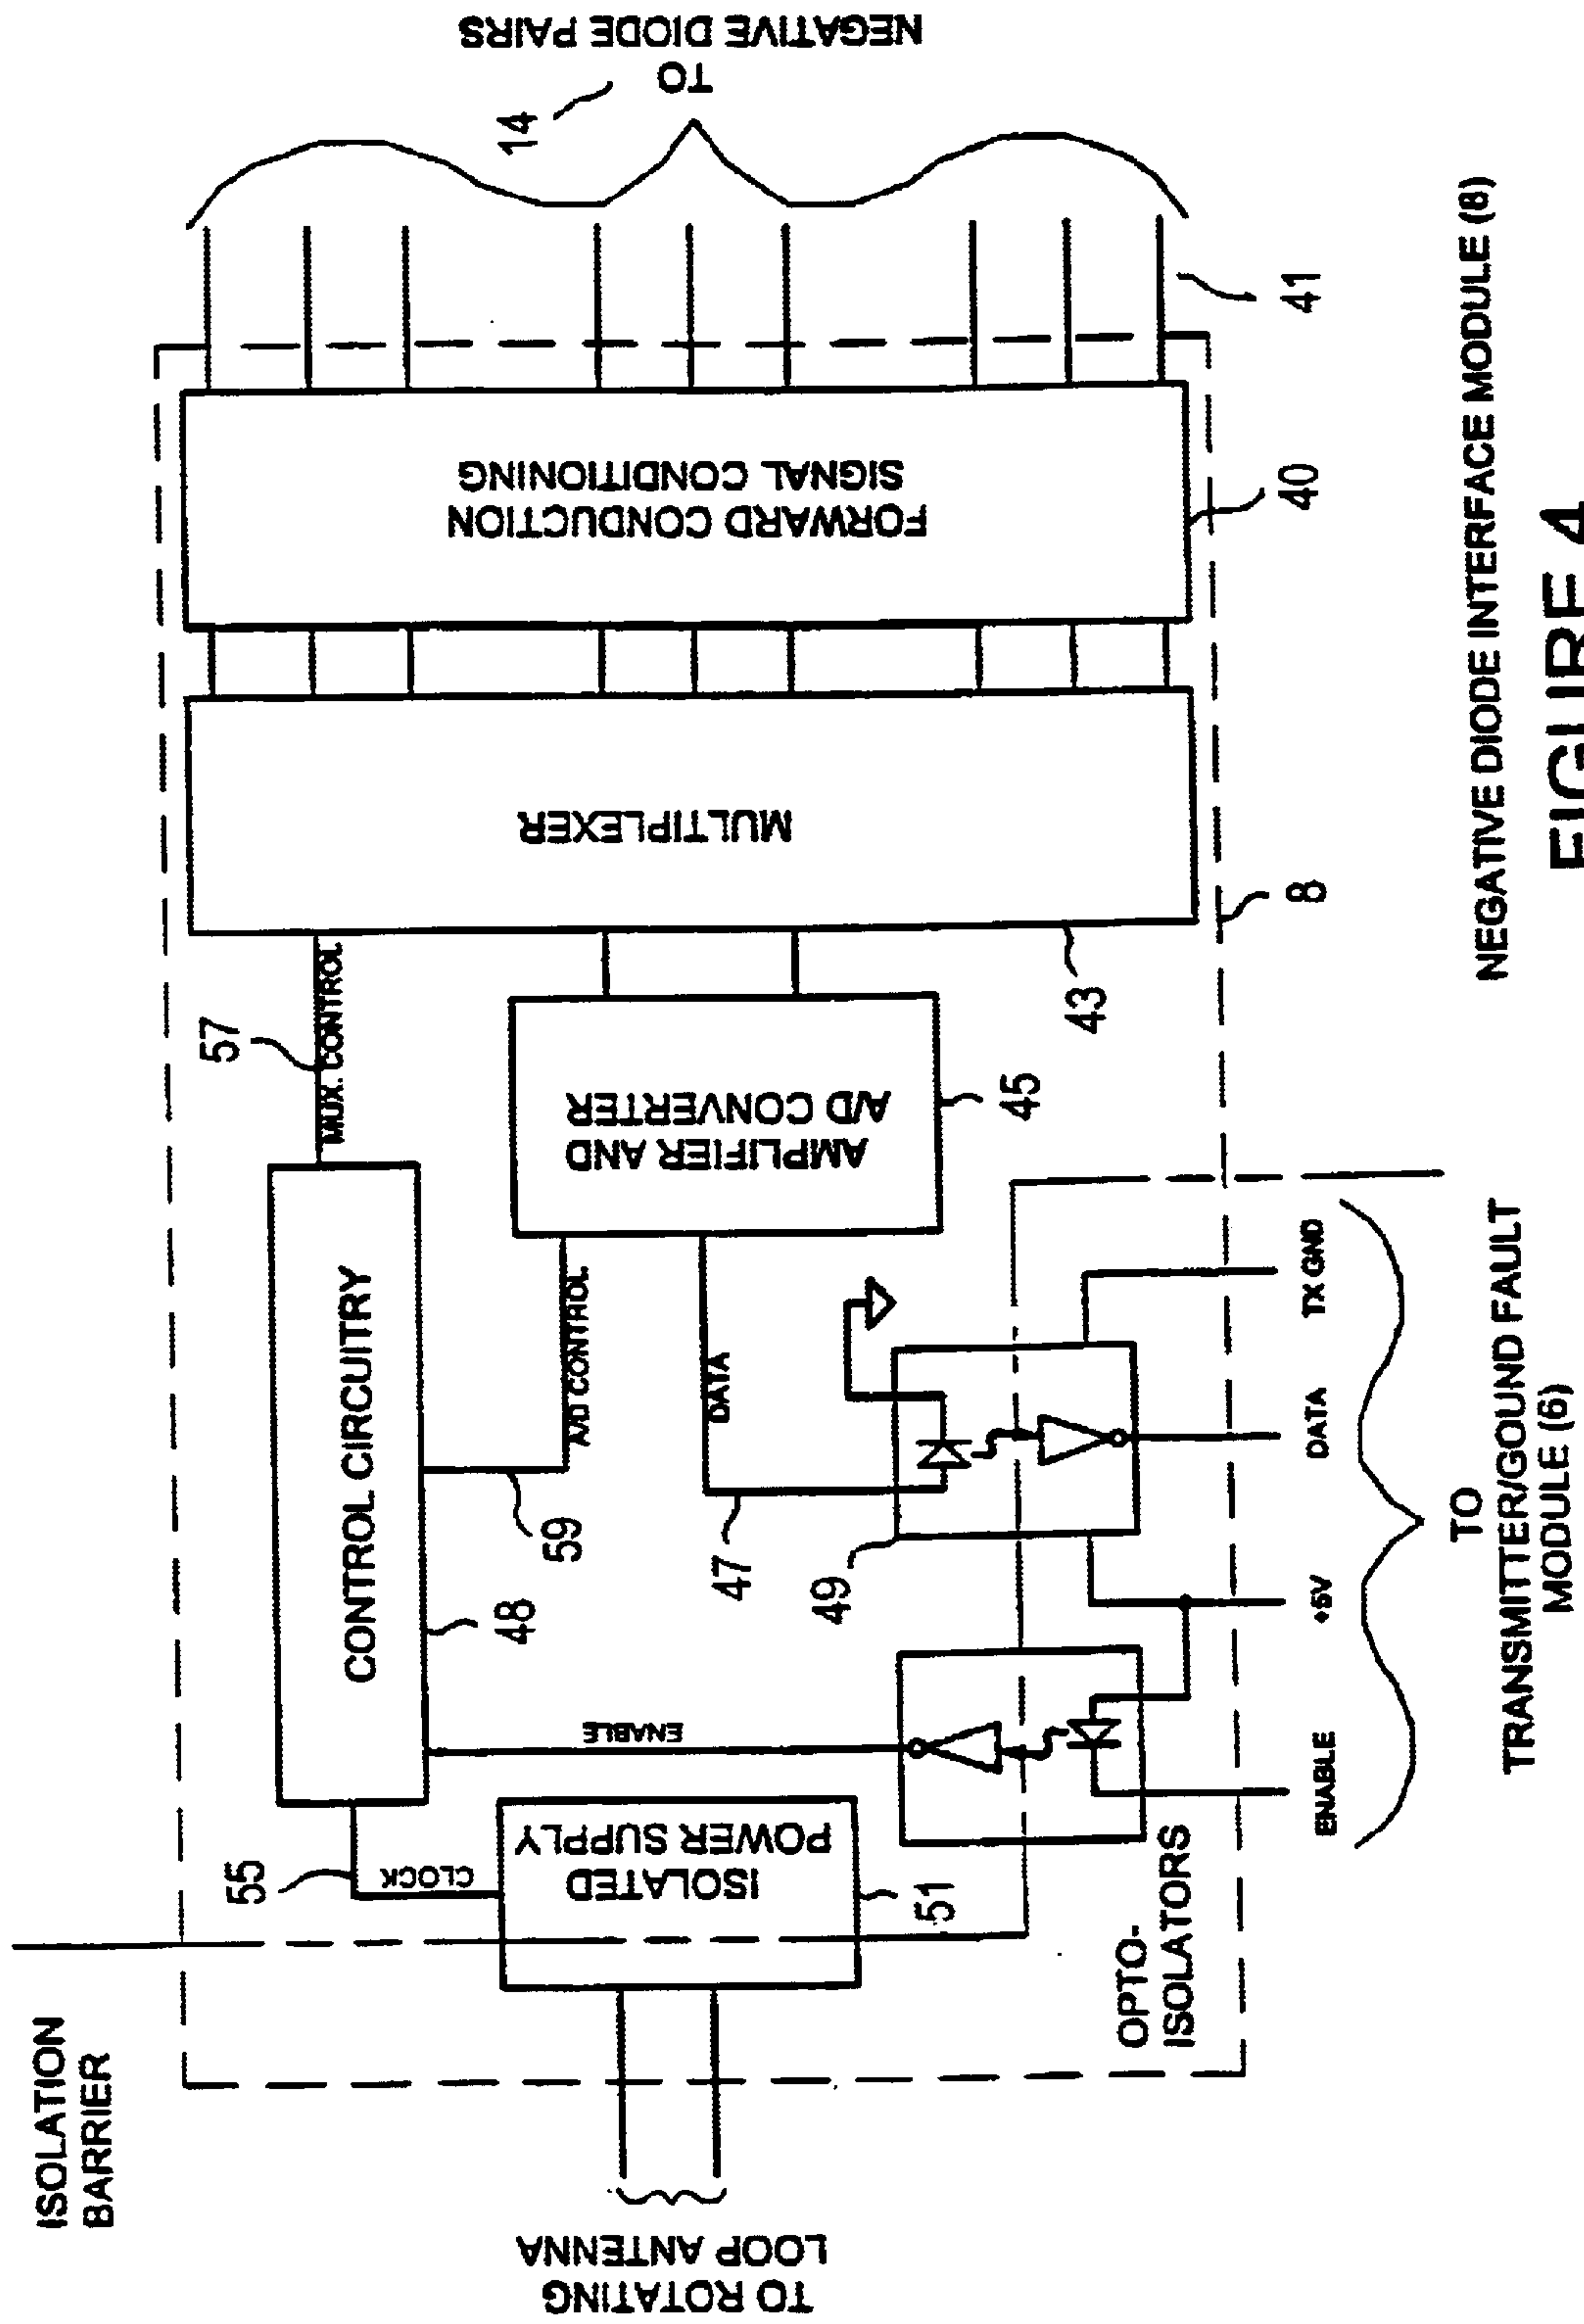 ISOLATION
BARRIER
TO ROTATING
LOOP ANTENNA
55
CLOCK
ISOLATED
POWER SUPPLY
51
OPTO-
ISOLATORS
CONTROL CIRCUITRY
48
ENABLE
59
A/D CONTROL
57
MUX. CONTROL
DATA
47
49
AMPLIFIER AND
A/D CONVERTER
45
MULTIPLEXER
43
FORWARD CONDUCTION
SIGNAL CONDITIONING
40
41
14
TO
NEGATIVE DIODE PAIRS
8
ENABLE
+5V
DATA
TX GND
TO
TRANSMITTER/GOUND FAULT
MODULE (6)
NEGATIVE DIODE INTERFACE MODULE (8)
FIGURE 4